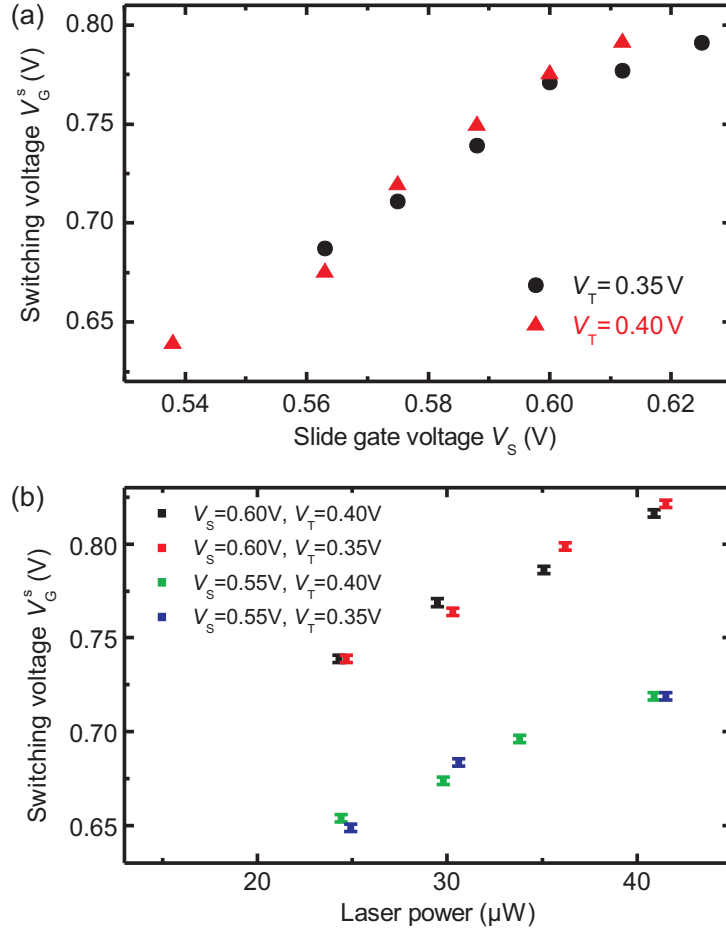 (a)
Switching voltage V_G^s (V)
0.80
0.75
0.70
0.65
V_T= 0.35 V
V_T= 0.40 V
0.54 0.56 0.58 0.60 0.62
Slide gate voltage V_S (V)
(b)
Switching voltage V_G^s (V)
0.80
0.75
0.70
0.65
V_S=0.60V, V_T=0.40V
V_S=0.60V, V_T=0.35V
V_S=0.55V, V_T=0.40V
V_S=0.55V, V_T=0.35V
20 30 40
Laser power (µW)